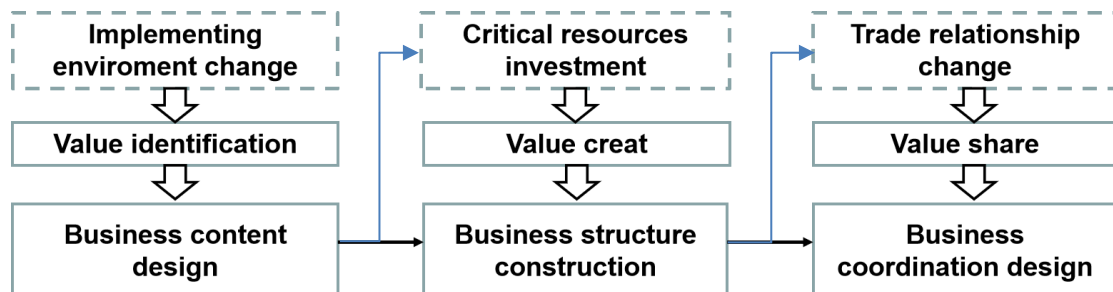 Implementing
enviroment change
Value identification
Business content
design
Critical resources
investment
Value creat
Business structure
construction
Trade relationship
change
Value share
Business
coordination design